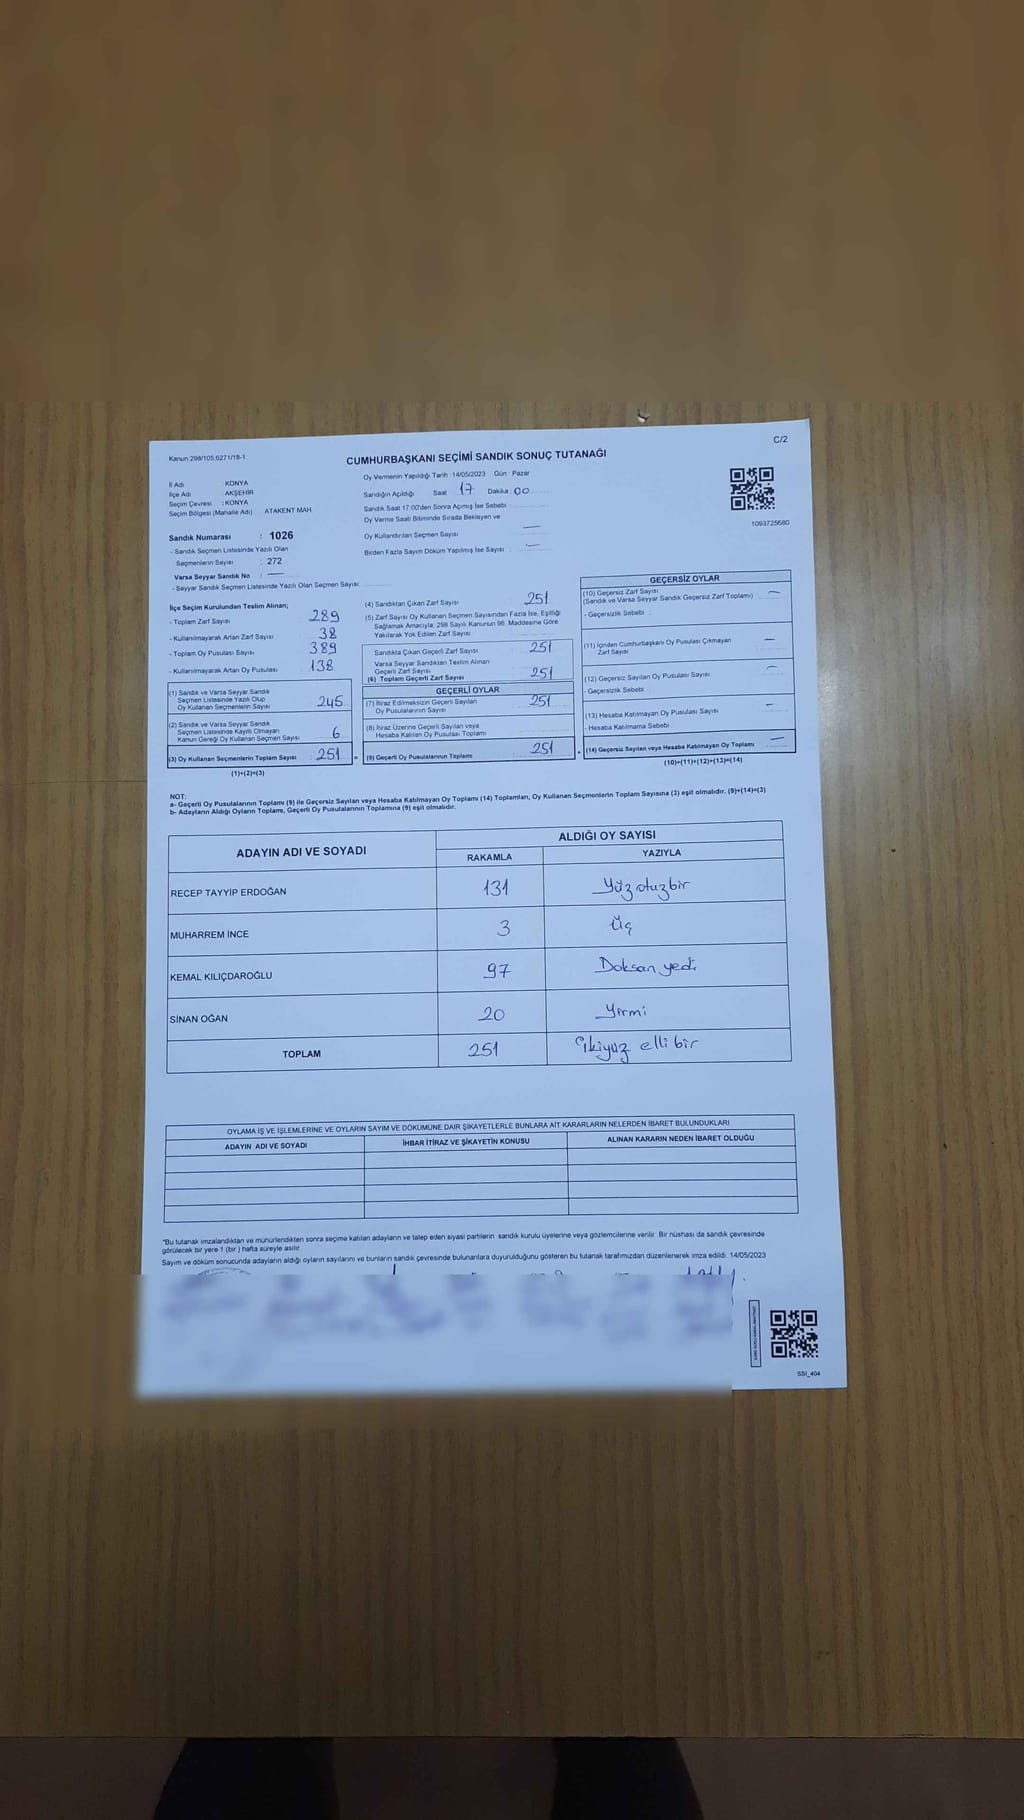 C/2
Kanun 298/105;6271/18-1
CUMHURBAŞKANI SEÇİMİ SANDIK SONUÇ TUTANAĞI
İl Adı : KONYA
İlçe Adı : AKŞEHİR
Seçim Çevresi : KONYA
Seçim Bölgesi (Mahalle Adı) ATAKENT MAH
Sandık Numarası : 1026
- Sandık Seçmen Listesinde Yazılı Olan
Seçmenlerin Sayısı : 272
Varsa Seyyar Sandık No : —
- Seyyar Sandık Seçmen Listesinde Yazılı Olan Seçmen Sayısı:
Oy Vermenin Yapıldığı Tarih : 14/05/2023 Gün : Pazar
Sandığın Açıldığı Saat 17 Dakika 00
Sandık Saat 17.00'den Sonra Açımış İse Sebebi
Oy Verme Saati Bitiminde Sırada Bekleyen ve
Oy Kullandırılan Seçmen Sayısı —
Birden Fazla Sayım Döküm Yapılmış İse Sayısı : —
1093725680
İlçe Seçim Kurulundan Teslim Alınan;
- Toplam Zarf Sayısı : 289
- Kullanılmayarak Artan Zarf Sayısı : 38
- Toplam Oy Pusulası Sayısı : 389
- Kullanılmayarak Artan Oy Pusulası : 138
(1) Sandık ve Varsa Seyyar Sandık
Seçmen Listesinde Yazılı Olup
Oy Kullanan Seçmenlerin Sayısı 245
(2) Sandık ve Varsa Seyyar Sandık
Seçmen Listesinde Kayıtlı Olmayan
Kanun Gereği Oy Kullanan Seçmen Sayısı 6
(3) Oy Kullanan Seçmenlerin Toplam Sayısı 251 =
(1)+(2)=(3)
(4) Sandıktan Çıkan Zarf Sayısı 251
(5) Zarf Sayısı Oy Kullanan Seçmen Sayısından Fazla İse, Eşitliği
Sağlamak Amacıyla; 298 Sayılı Kanunun 98. Maddesine Göre
Yakılarak Yok Edilen Zarf Sayısı
Sandıkta Çıkan Geçerli Zarf Sayısı 251
Varsa Seyyar Sandıktan Teslim Alınan
Geçerli Zarf Sayısı
(6) Toplam Geçerli Zarf Sayısı 251
GEÇERLİ OYLAR
(7) İtiraz Edilmeksizin Geçerli Sayılan
Oy Pusulalarının Sayısı 251
(8) İtiraz Üzerine Geçerli Sayılan veya
Hesaba Katılan Oy Pusulası Toplamı
(9) Geçerli Oy Pusulalarının Toplamı 251
GEÇERSİZ OYLAR
(10) Geçersiz Zarf Sayısı
(Sandık ve Varsa Seyyar Sandık Geçersiz Zarf Toplamı) —
- Geçersizlik Sebebi :
(11) İçinden Cumhurbaşkanı Oy Pusulası Çıkmayan
Zarf Sayısı —
(12) Geçersiz Sayılan Oy Pusulası Sayısı —
- Geçersizlik Sebebi
(13) Hesaba Katılmayan Oy Pusulası Sayısı —
- Hesaba Katılmama Sebebi
(14) Geçersiz Sayılan veya Hesaba Katılmayan Oy Toplamı —
(10)+(11)+(12)+(13)=(14)
NOT:
a- Geçerli Oy Pusulalarının Toplamı (9) ile Geçersiz Sayılan veya Hesaba Katılmayan Oy Toplamı (14) Toplamları, Oy Kullanan Seçmenlerin Toplam Sayısına (3) eşit olmalıdır. (9)+(14)=(3)
b- Adayların Aldığı Oyların Toplamı, Geçerli Oy Pusulalarının Toplamına (9) eşit olmalıdır.
ADAYIN ADI VE SOYADI
ALDIĞI OY SAYISI
RAKAMLA YAZIYLA
RECEP TAYYİP ERDOĞAN 131 Yüzotuzbir
MUHARREM İNCE 3 Üç
KEMAL KILIÇDAROĞLU 97 Doksan yedi
SİNAN OĞAN 20 Yirmi
TOPLAM 251 ikiyüz elli bir
OYLAMA İŞ VE İŞLEMLERİNE VE OYLARIN SAYIM VE DÖKÜMÜNE DAİR ŞİKAYETLERLE BUNLARA AİT KARARLARIN NELERDEN İBARET BULUNDUKLARI
ADAYIN ADI VE SOYADI İHBAR İTİRAZ VE ŞİKAYETİN KONUSU ALINAN KARARIN NEDEN İBARET OLDUĞU
*Bu tutanak imzalandıktan ve mühürlendikten sonra seçime katılan adayların ve talep eden siyasi partilerin sandık kurulu üyelerine veya gözlemcilerine verilir. Bir nüshası da sandık çevresinde
görülecek bir yere 1 (bir ) hafta süreyle asılır.
Sayım ve döküm sonucunda adayların aldığı oyların sayılarını ve bunların sandık çevresinde bulunanlara duyurulduğunu gösteren bu tutanak tarafımızdan düzenlenerek imza edildi. 14/05/2023
SSI_404